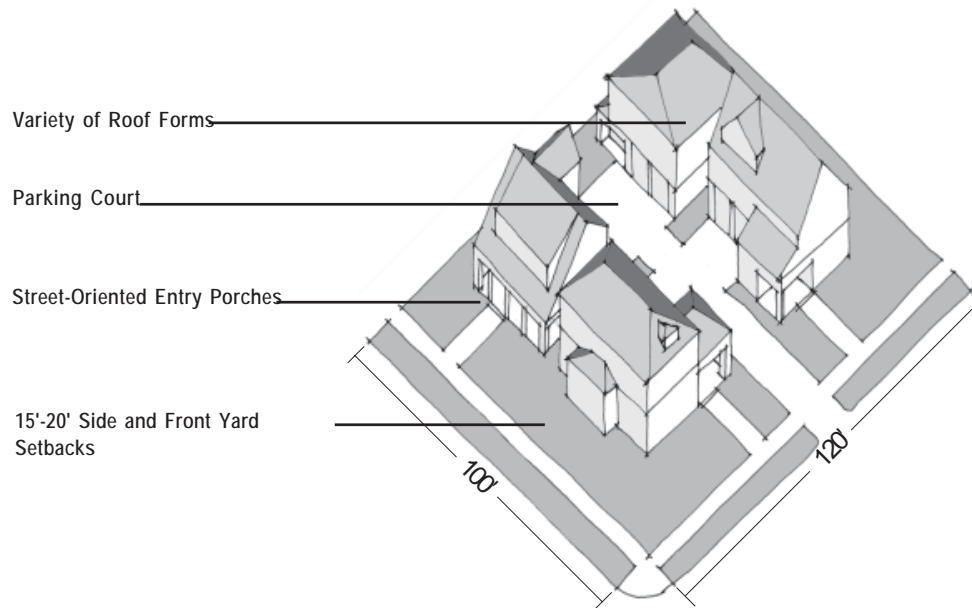 Variety of Roof Forms
Parking Court
Street-Oriented Entry Porches
15'-20' Side and Front Yard
Setbacks
100'
120'